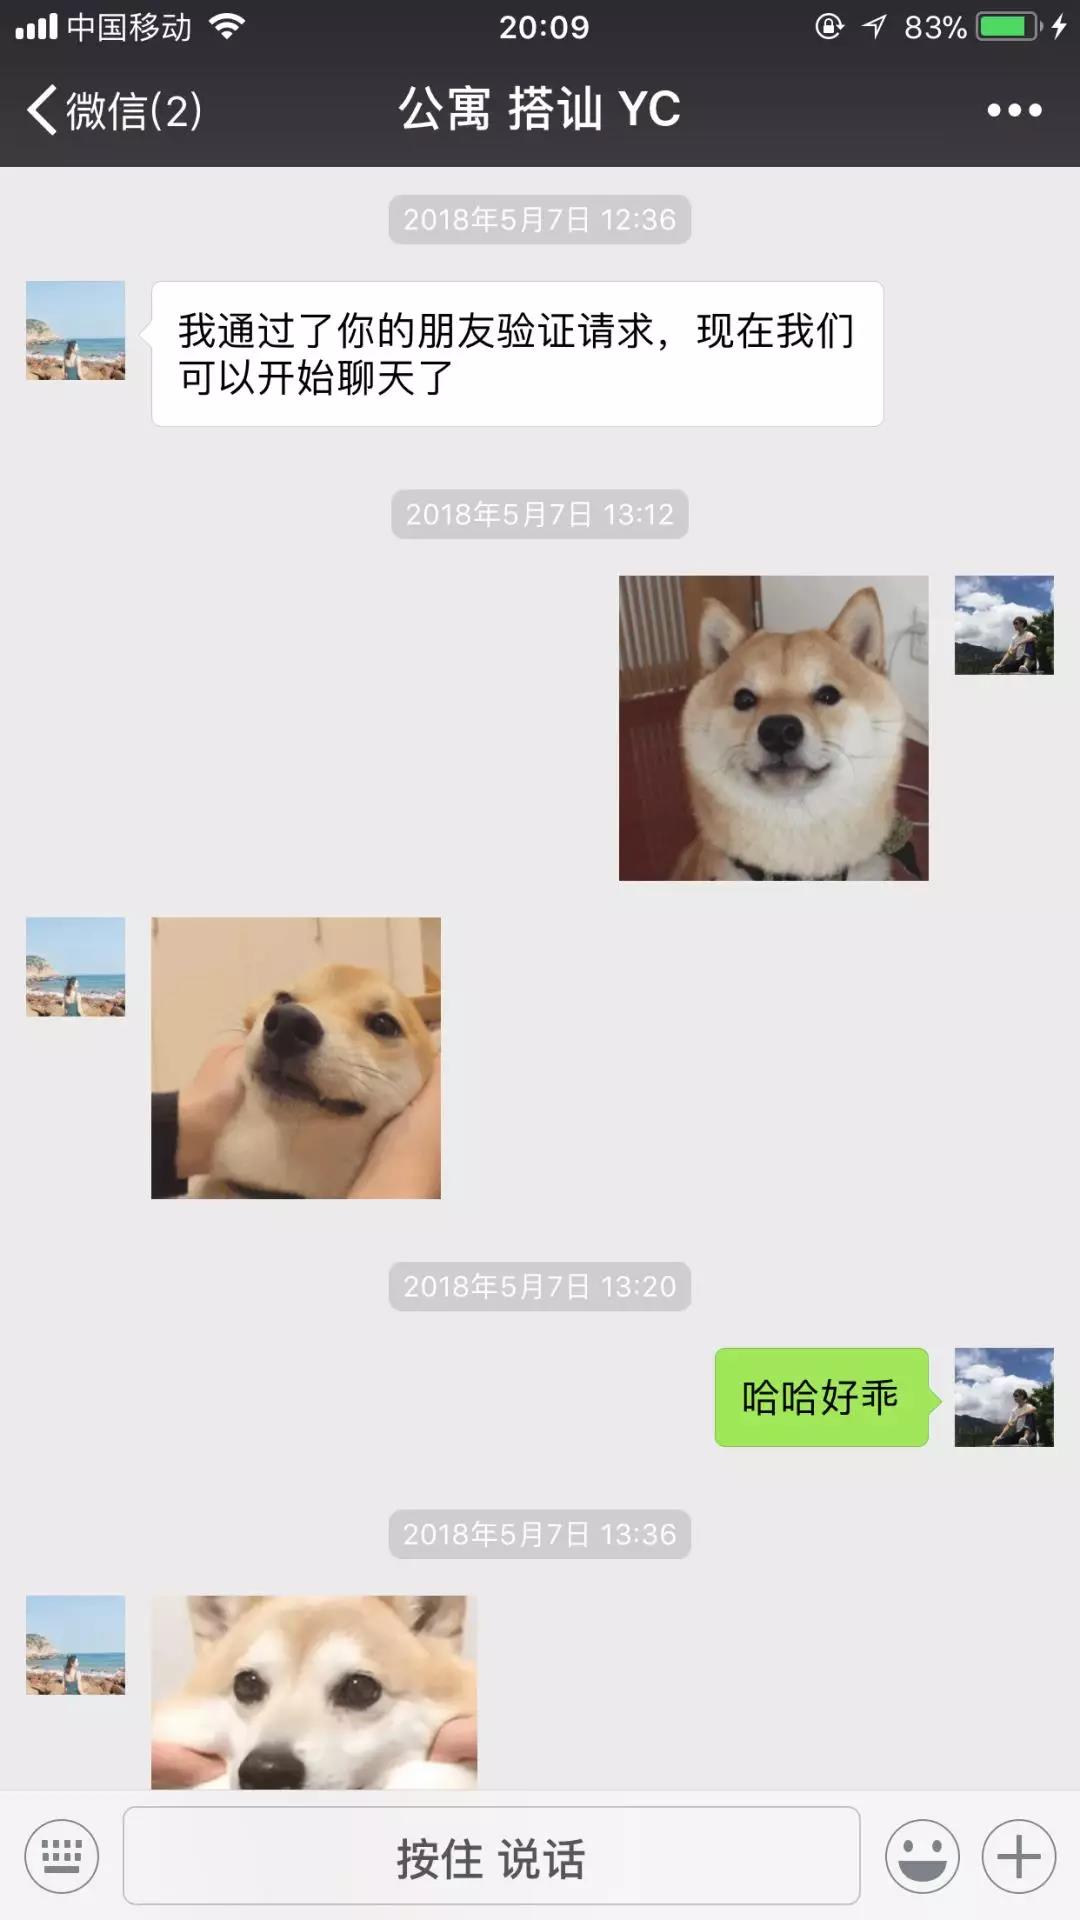 中国移动 20:09 83%
微信(2) 公寓 搭讪 YC
2018年5月7日 12:36
我通过了你的朋友验证请求，现在我们
可以开始聊天了
2018年5月7日 13:12
2018年5月7日 13:20
哈哈好乖
2018年5月7日 13:36
按住 说话